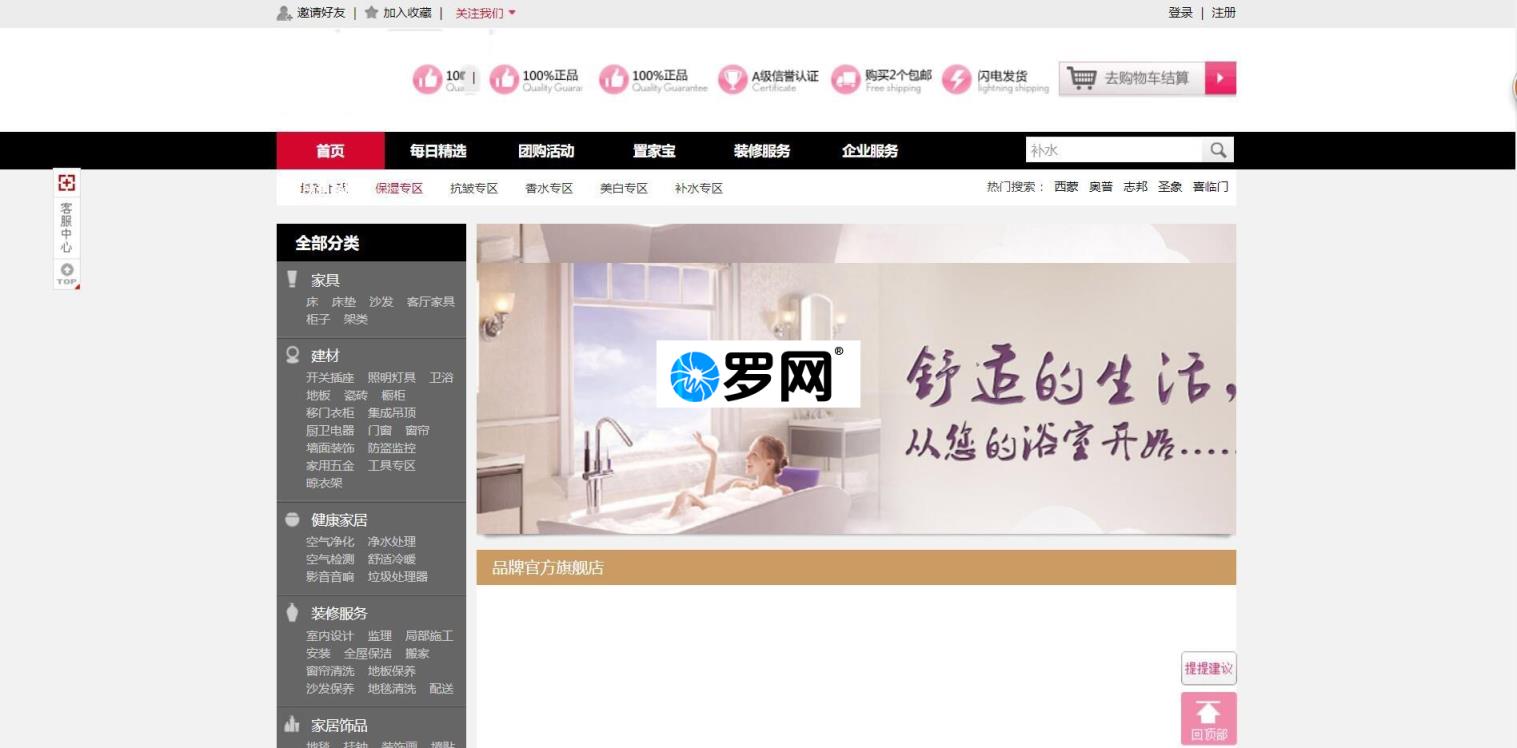 邀请好友 | 加入收藏 | 关注我们
登录 | 注册
100%正品 Quality Guarantee
A级信誉认证 Certificate
购买2个包邮 Free shipping
闪电发货 lightning shipping
去购物车结算
首页 每日精选 团购活动 置家宝 装修服务 企业服务
补水
保湿专区 抗皱专区 香水专区 美白专区 补水专区
热门搜索： 西蒙 奥普 志邦 圣象 喜临门
客服中心
TOP
全部分类
家具
床 床垫 沙发 客厅家具
柜子 架类
建材
开关插座 照明灯具 卫浴
地板 瓷砖 橱柜
移门衣柜 集成吊顶
厨卫电器 门窗 窗帘
墙面装饰 防盗监控
家用五金 工具专区
晾衣架
健康家居
空气净化 净水处理
空气检测 舒适冷暖
影音音响 垃圾处理器
装修服务
室内设计 监理 局部施工
安装 全屋保洁 搬家
窗帘清洗 地板保养
沙发保养 地毯清洗 配送
家居饰品
地毯 挂钟 装饰画 墙贴
罗网®
舒适的生活，
从您的浴室开始.....
品牌官方旗舰店
提提建议
回顶部